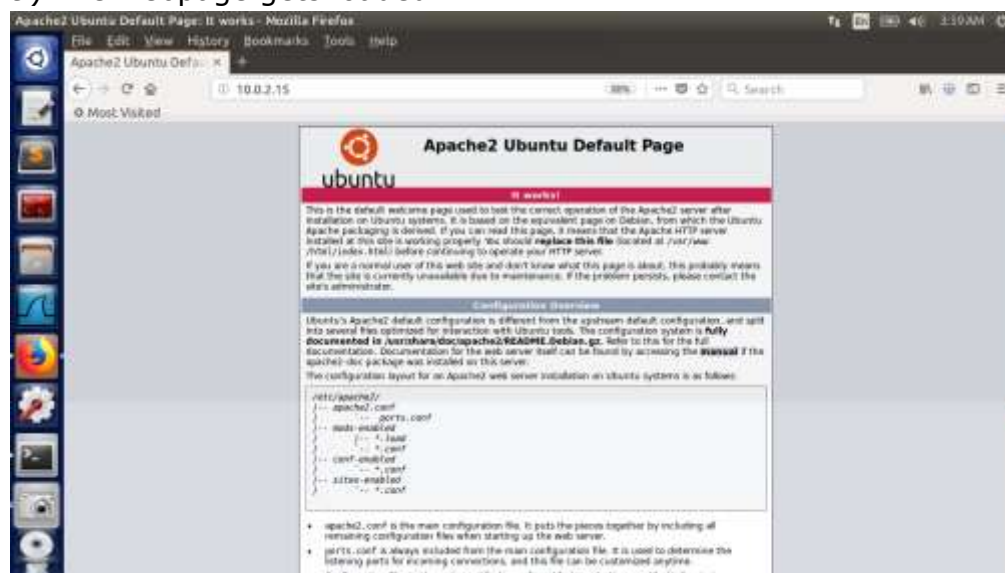 Apache2 Ubuntu Default Page: It works - Mozilla Firefox
File Edit View History Bookmarks Tools Help
Apache2 Ubuntu Defa
10.0.2.15
Search
Most Visited
ubuntu
Apache2 Ubuntu Default Page
It works!
This is the default welcome page used to test the correct operation of the Apache2 server after
installation on Ubuntu systems. It is based on the equivalent page on Debian, from which the Ubuntu
Apache packaging is derived. If you can read this page, it means that the Apache HTTP server
installed at this site is working properly. You should replace this file (located at /var/www
/html/index.html) before continuing to operate your HTTP server.
If you are a normal user of this web site and don't know what this page is about, this probably means
that the site is currently unavailable due to maintenance. If the problem persists, please contact the
site's administrator.
Configuration Overview
Ubuntu's Apache2 default configuration is different from the upstream default configuration, and split
into several files optimized for interaction with Ubuntu tools. The configuration system is fully
documented in /usr/share/doc/apache2/README.Debian.gz. Refer to this for the full
documentation. Documentation for the web server itself can be found by accessing the manual if the
apache2-doc package was installed on this server.
The configuration layout for an Apache2 web server installation on Ubuntu systems is as follows:
/etc/apache2/
|-- apache2.conf
| `-- ports.conf
|-- mods-enabled
| |-- *.load
| `-- *.conf
|-- conf-enabled
| `-- *.conf
|-- sites-enabled
| `-- *.conf
• apache2.conf is the main configuration file. It puts the pieces together by including all
remaining configuration files when starting up the web server.
• ports.conf is always included from the main configuration file. It is used to determine the
listening ports for incoming connections, and this file can be customized anytime.